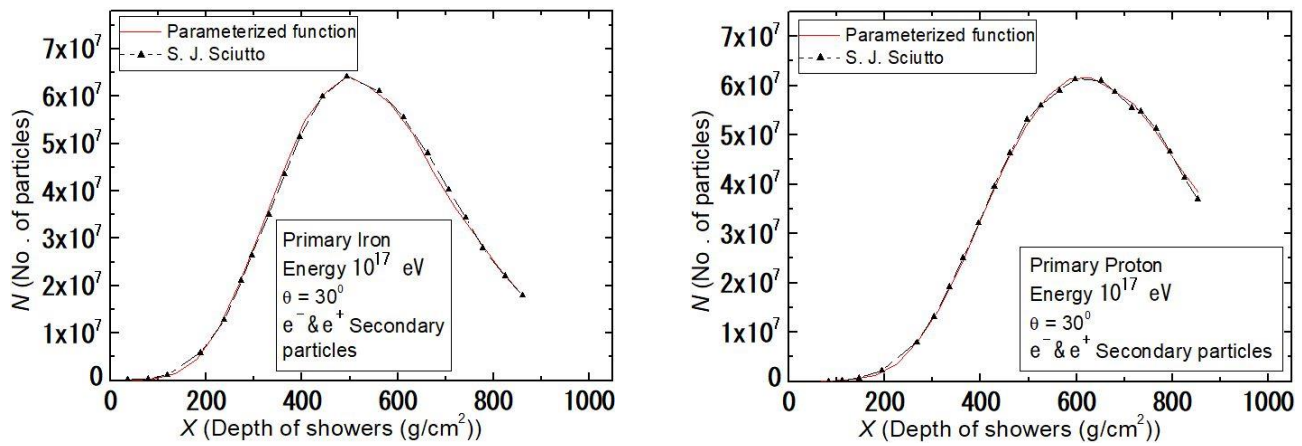 Parameterized function
S. J. Sciutto
7x10⁷
6x10⁷
5x10⁷
4x10⁷
3x10⁷
2x10⁷
1x10⁷
0
N (No . of particles)
Primary Iron
Energy 10¹⁷ eV
θ = 30⁰
e⁻ & e⁺ Secondary
particles
0 200 400 600 800 1000
X (Depth of showers (g/cm²))
Parameterized function
S. J. Sciutto
7x10⁷
6x10⁷
5x10⁷
4x10⁷
3x10⁷
2x10⁷
1x10⁷
0
N (No . of particles)
Primary Proton
Energy 10¹⁷ eV
θ = 30⁰
e⁻ & e⁺ Secondary particles
0 200 400 600 800 1000
X (Depth of showers (g/cm²))